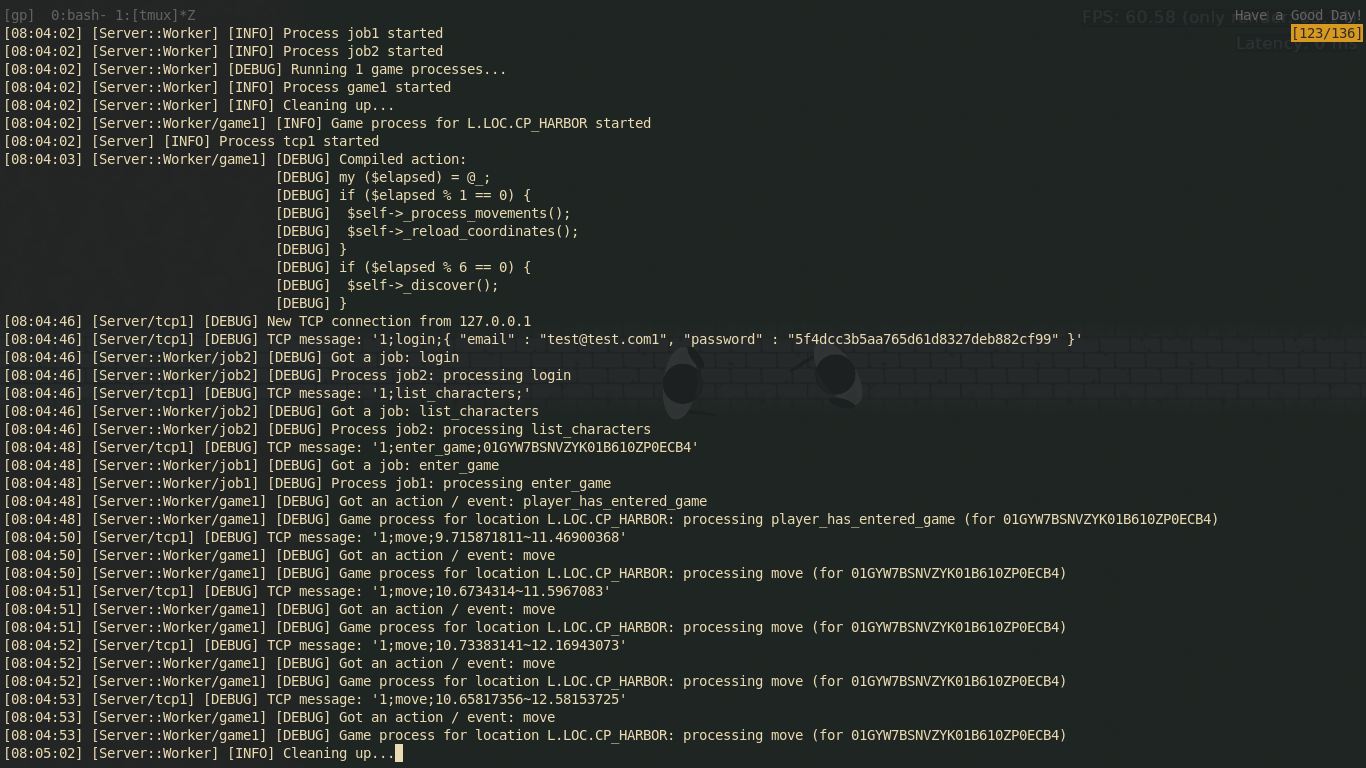 [gp]  0:bash- 1:[tmux]*Z Have a Good Day!
FPS: 60.58 (only
[08:04:02] [Server::Worker] [INFO] Process job1 started [123/136]
Latency: 0 ms
[08:04:02] [Server::Worker] [INFO] Process job2 started
[08:04:02] [Server::Worker] [DEBUG] Running 1 game processes...
[08:04:02] [Server::Worker] [INFO] Process game1 started
[08:04:02] [Server::Worker] [INFO] Cleaning up...
[08:04:02] [Server::Worker/game1] [INFO] Game process for L.LOC.CP_HARBOR started
[08:04:02] [Server] [INFO] Process tcp1 started
[08:04:03] [Server::Worker/game1] [DEBUG] Compiled action:
[DEBUG] my ($elapsed) = @_;
[DEBUG] if ($elapsed % 1 == 0) {
[DEBUG]  $self->_process_movements();
[DEBUG]  $self->_reload_coordinates();
[DEBUG] }
[DEBUG] if ($elapsed % 6 == 0) {
[DEBUG]  $self->_discover();
[DEBUG] }
[08:04:46] [Server/tcp1] [DEBUG] New TCP connection from 127.0.0.1
[08:04:46] [Server/tcp1] [DEBUG] TCP message: '1;login;{ "email" : "test@test.com1", "password" : "5f4dcc3b5aa765d61d8327deb882cf99" }'
[08:04:46] [Server::Worker/job2] [DEBUG] Got a job: login
[08:04:46] [Server::Worker/job2] [DEBUG] Process job2: processing login
[08:04:46] [Server/tcp1] [DEBUG] TCP message: '1;list_characters;'
[08:04:46] [Server::Worker/job2] [DEBUG] Got a job: list_characters
[08:04:46] [Server::Worker/job2] [DEBUG] Process job2: processing list_characters
[08:04:48] [Server/tcp1] [DEBUG] TCP message: '1;enter_game;01GYW7BSNVZYK01B610ZP0ECB4'
[08:04:48] [Server::Worker/job1] [DEBUG] Got a job: enter_game
[08:04:48] [Server::Worker/job1] [DEBUG] Process job1: processing enter_game
[08:04:48] [Server::Worker/game1] [DEBUG] Got an action / event: player_has_entered_game
[08:04:48] [Server::Worker/game1] [DEBUG] Game process for location L.LOC.CP_HARBOR: processing player_has_entered_game (for 01GYW7BSNVZYK01B610ZP0ECB4)
[08:04:50] [Server/tcp1] [DEBUG] TCP message: '1;move;9.715871811~11.46900368'
[08:04:50] [Server::Worker/game1] [DEBUG] Got an action / event: move
[08:04:50] [Server::Worker/game1] [DEBUG] Game process for location L.LOC.CP_HARBOR: processing move (for 01GYW7BSNVZYK01B610ZP0ECB4)
[08:04:51] [Server/tcp1] [DEBUG] TCP message: '1;move;10.6734314~11.5967083'
[08:04:51] [Server::Worker/game1] [DEBUG] Got an action / event: move
[08:04:51] [Server::Worker/game1] [DEBUG] Game process for location L.LOC.CP_HARBOR: processing move (for 01GYW7BSNVZYK01B610ZP0ECB4)
[08:04:52] [Server/tcp1] [DEBUG] TCP message: '1;move;10.73383141~12.16943073'
[08:04:52] [Server::Worker/game1] [DEBUG] Got an action / event: move
[08:04:52] [Server::Worker/game1] [DEBUG] Game process for location L.LOC.CP_HARBOR: processing move (for 01GYW7BSNVZYK01B610ZP0ECB4)
[08:04:53] [Server/tcp1] [DEBUG] TCP message: '1;move;10.65817356~12.58153725'
[08:04:53] [Server::Worker/game1] [DEBUG] Got an action / event: move
[08:04:53] [Server::Worker/game1] [DEBUG] Game process for location L.LOC.CP_HARBOR: processing move (for 01GYW7BSNVZYK01B610ZP0ECB4)
[08:05:02] [Server::Worker] [INFO] Cleaning up...